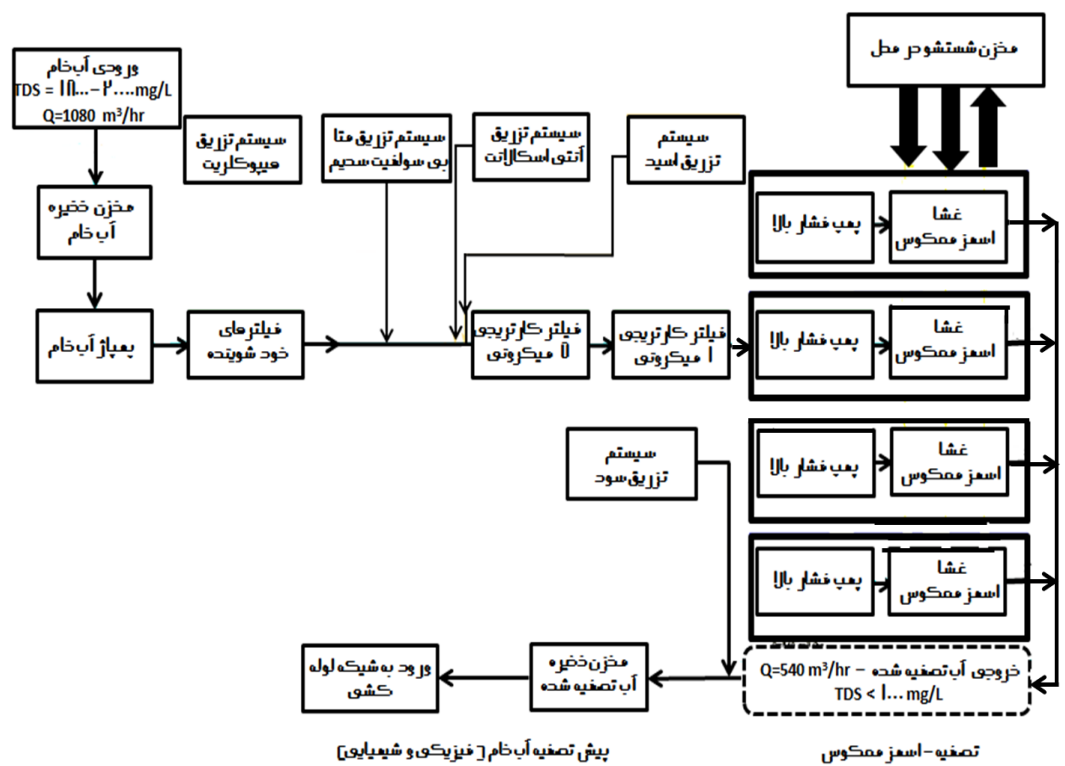 مخزن شستشو در محل
ورودی آب خام
TDS = ۱۸۰۰۰ – ۲۰۰۰۰ mg/L
Q=1080 m³/hr
سیستم تزریق
هیپوکلریت
سیستم تزریق متا
بی سولفیت سدیم
سیستم تزریق
آنتی اسکالانت
سیستم
تزریق اسید
مخزن ذخیره
آب خام
پمپ فشار بالا
غشا
اسمز معکوس
پمپاژ آب خام
فیلترهای
خود شوینده
فیلتر کارتریجی
۵ میکرونی
فیلتر کارتریجی
۱ میکرونی
پمپ فشار بالا
غشا
اسمز معکوس
سیستم
تزریق سود
پمپ فشار بالا
غشا
اسمز معکوس
پمپ فشار بالا
غشا
اسمز معکوس
خروجی آب تصفیه شده – Q=540 m³/hr
TDS < ۱۰۰۰ mg/L
مخزن ذخیره
آب تصفیه شده
ورود به شبکه لوله
کشی
پیش تصفیه آب خام (فیزیکی و شیمیایی)
تصفیه – اسمز معکوس